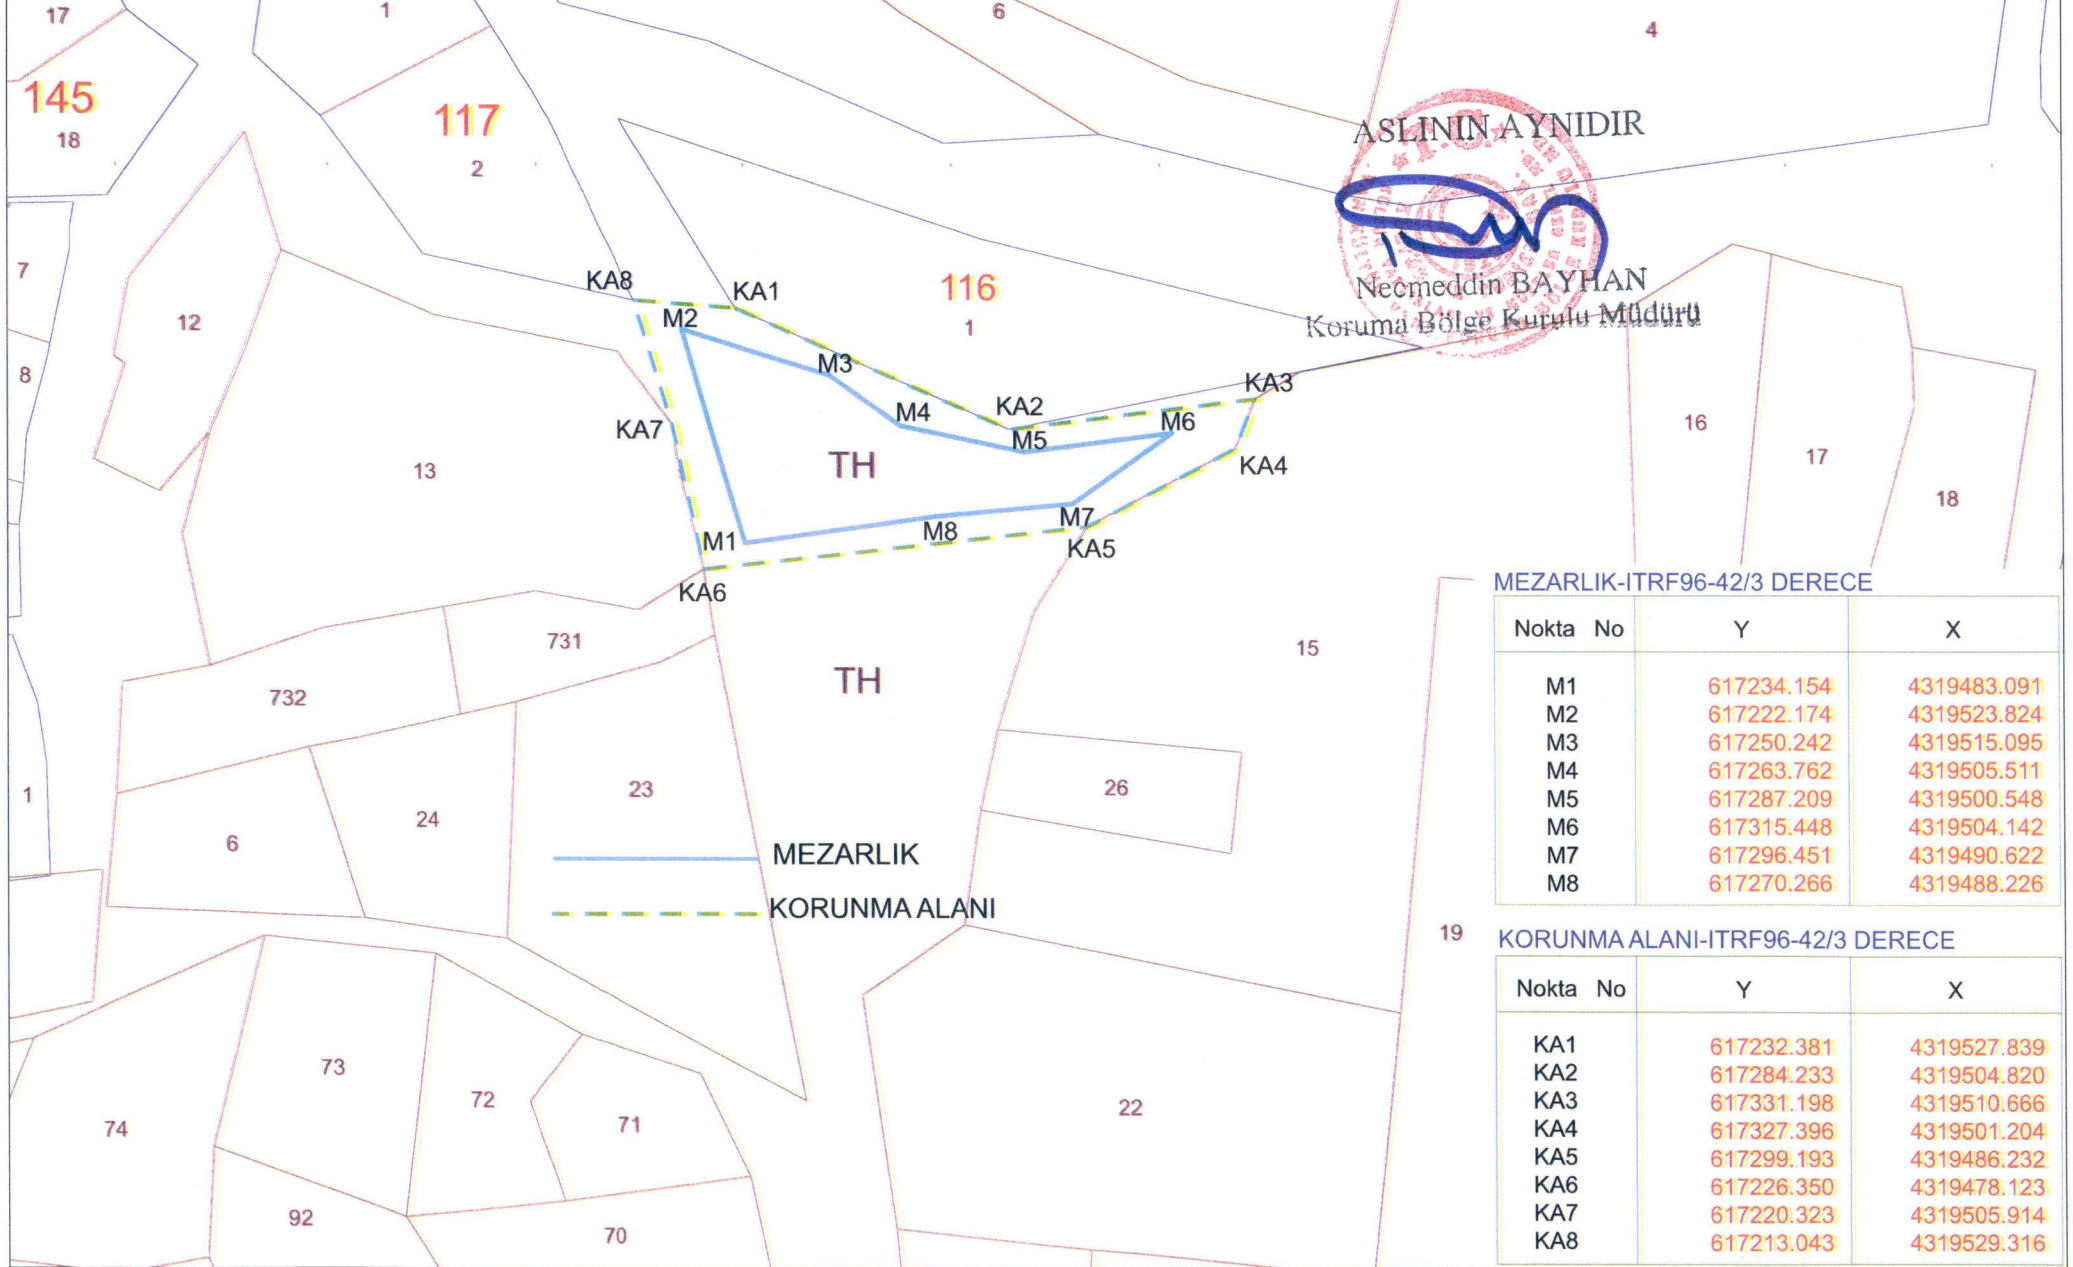 17
1
6
4
145
117
18
2
ASLININ AYNIDIR
T.C.
7
KA8
KA1
116
Necmeddin BAYHAN
12
M2
1
Koruma Bölge Kurulu Müdürü
8
M3
KA3
KA2
M4
M6
16
KA7
M5
17
13
TH
KA4
18
M7
M1
M8
KA5
KA6
731
15
TH
732
26
23
1
24
6
MEZARLIK
KORUNMA ALANI
19
73
72
22
71
74
92
70
MEZARLIK-ITRF96-42/3 DERECE
Nokta No Y X
M1 617234.154 4319483.091
M2 617222.174 4319523.824
M3 617250.242 4319515.095
M4 617263.762 4319505.511
M5 617287.209 4319500.548
M6 617315.448 4319504.142
M7 617296.451 4319490.622
M8 617270.266 4319488.226
KORUNMA ALANI-ITRF96-42/3 DERECE
Nokta No Y X
KA1 617232.381 4319527.839
KA2 617284.233 4319504.820
KA3 617331.198 4319510.666
KA4 617327.396 4319501.204
KA5 617299.193 4319486.232
KA6 617226.350 4319478.123
KA7 617220.323 4319505.914
KA8 617213.043 4319529.316